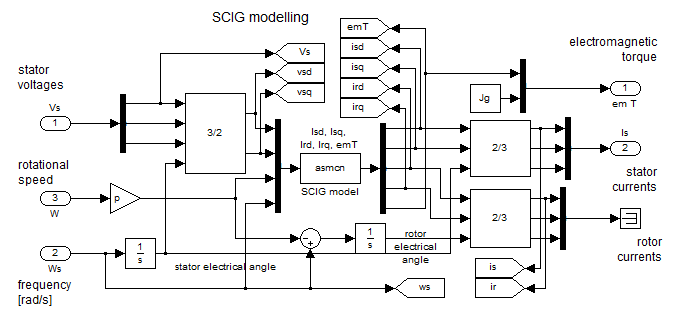 SCIG modelling
emT
isd
isq
ird
irq
Vs
vsd
vsq
electromagnetic
torque
Jg
1
em T
stator
voltages
Vs
1
3/2
Isd, Isq,
Ird, Irq, emT
asmcn
SCIG model
2/3
Is
2
stator
currents
rotational
speed
3
W
p
2/3
rotor
currents
2
Ws
1
s
stator electrical angle
−
+
1
s
rotor
electrical
angle
is
ir
ws
frequency
[rad/s]